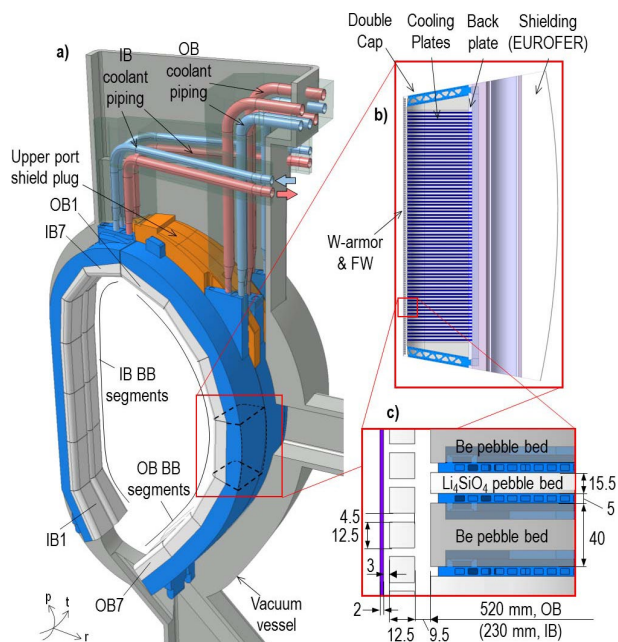 a)
OB
IB
coolant
coolant
piping
piping
Upper port
shield plug
OB1
IB7
IB BB
segments
OB BB
segments
IB1
OB7
Vacuum
vessel
p
t
r
Double
Cap
Cooling
Plates
Back
plate
Shielding
(EUROFER)
b)
W-armor
& FW
c)
Be pebble bed
Li4SiO4 pebble bed
15.5
5
4.5
12.5
Be pebble bed
40
3
2
12.5
9.5
520 mm, OB
(230 mm, IB)